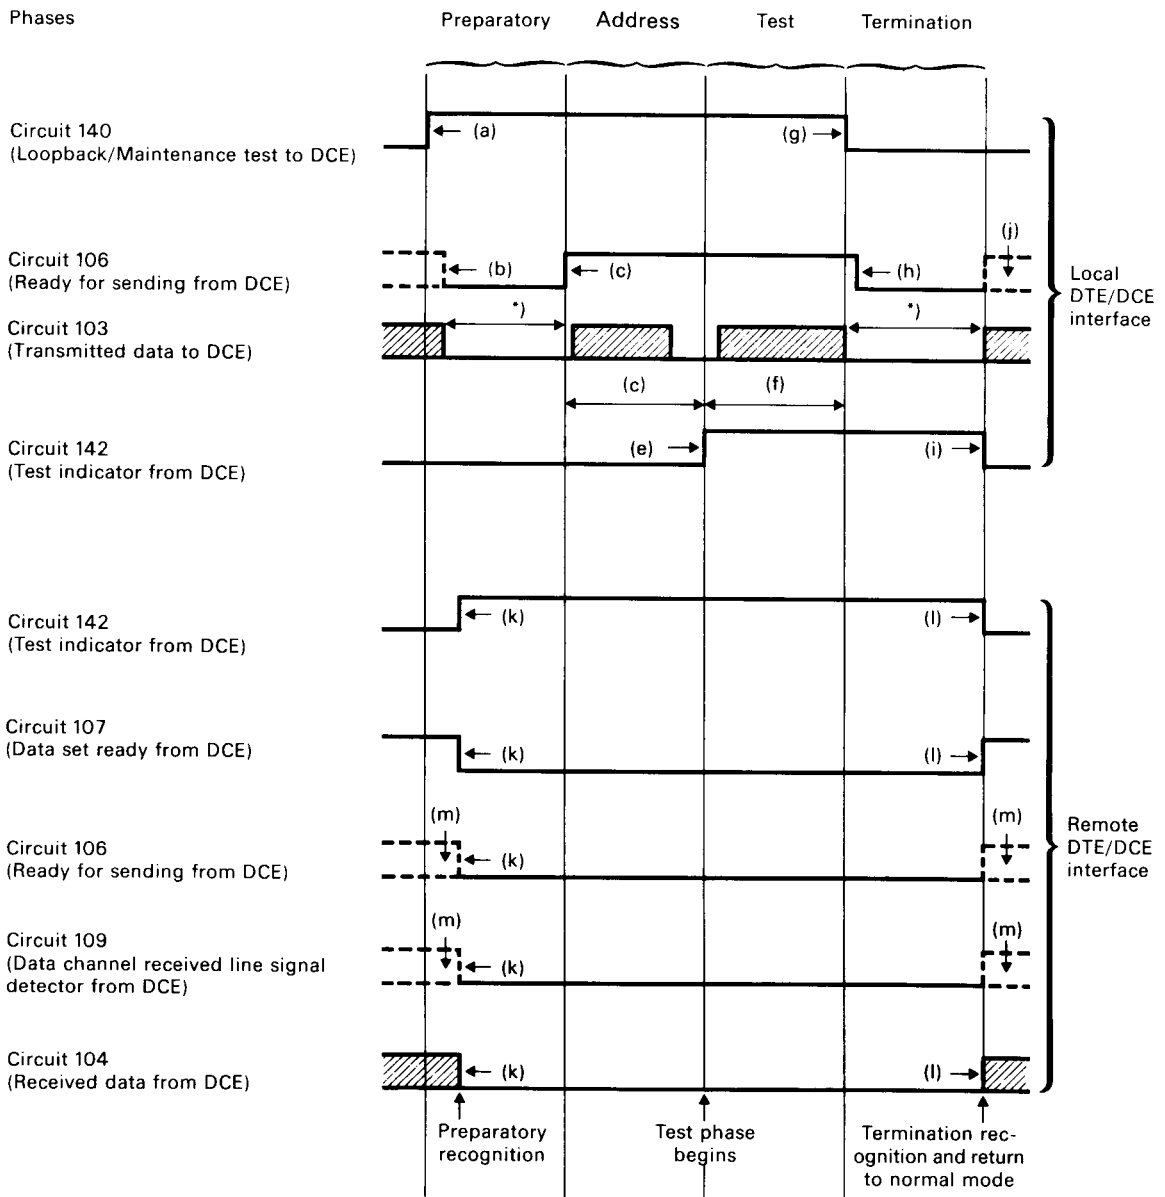 Phases
Preparatory
Address
Test
Termination
Circuit 140
(Loopback/Maintenance test to DCE)
(a)
(g)
Circuit 106
(Ready for sending from DCE)
(b)
(c)
(h)
(j)
Circuit 103
(Transmitted data to DCE)
*)
*)
(c)
(f)
Circuit 142
(Test indicator from DCE)
(e)
(i)
Local
DTE/DCE
interface
Circuit 142
(Test indicator from DCE)
(k)
(l)
Circuit 107
(Data set ready from DCE)
(k)
(l)
Circuit 106
(Ready for sending from DCE)
(m)
(k)
(m)
Remote
DTE/DCE
interface
Circuit 109
(Data channel received line signal
detector from DCE)
(m)
(k)
(m)
Circuit 104
(Received data from DCE)
(k)
(l)
Preparatory
recognition
Test phase
begins
Termination rec-
ognition and return
to normal mode